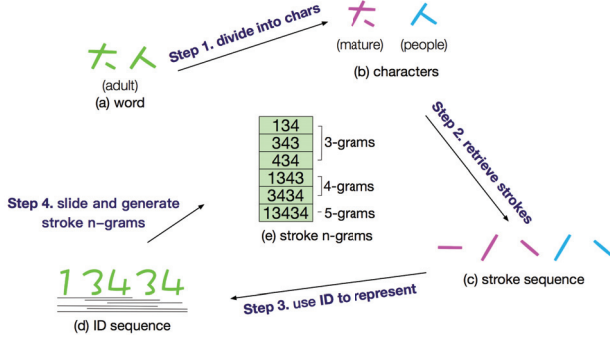 大人
(adult)
(a) word
Step 1. divide into chars
大 人
(mature) (people)
(b) characters
Step 2. retrieve strokes
(c) stroke sequence
Step 3. use ID to represent
13434
(d) ID sequence
Step 4. slide and generate
stroke n-grams
134
343
434
3-grams
1343
3434
4-grams
13434
5-grams
(e) stroke n-grams